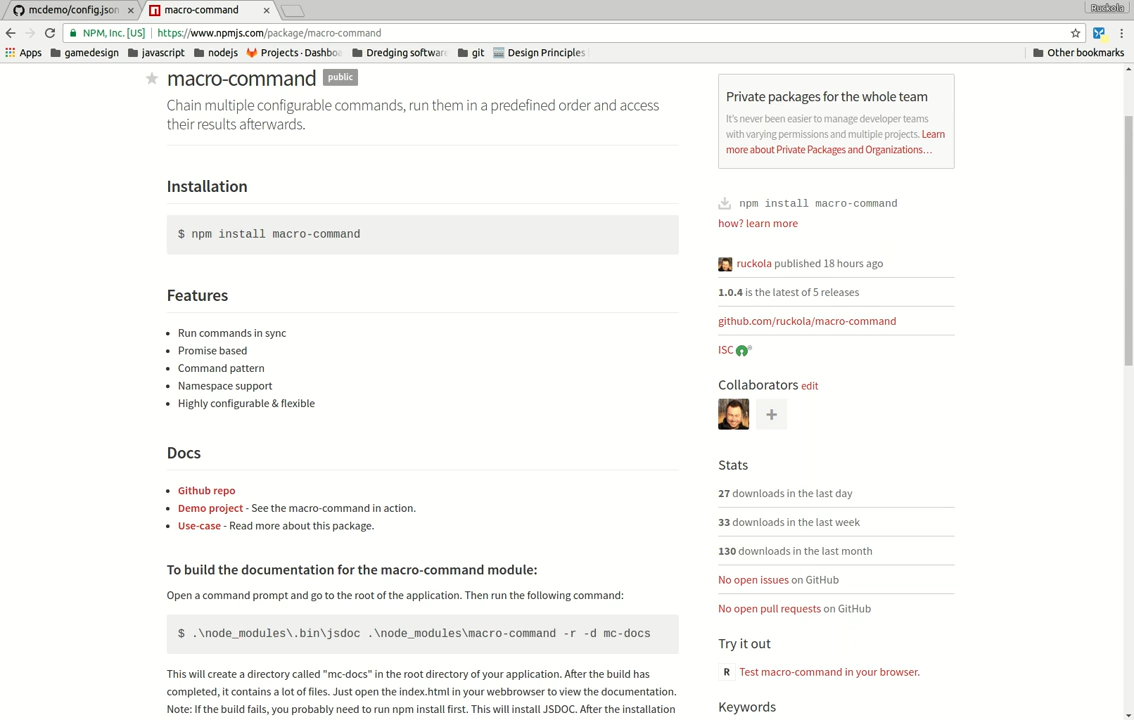 mcdemo/config.json
macro-command
Ruckola
NPM, Inc. [US]
https://www.npmjs.com/package/macro-command
Apps
gamedesign
javascript
nodejs
Projects · Dashbo
Dredging softwar
git
Design Principles
Other bookmarks
macro-command public
Chain multiple configurable commands, run them in a predefined order and access
their results afterwards.
Installation
$ npm install macro-command
Features
Run commands in sync
Promise based
Command pattern
Namespace support
Highly configurable & flexible
Docs
Github repo
Demo project - See the macro-command in action.
Use-case - Read more about this package.
To build the documentation for the macro-command module:
Open a command prompt and go to the root of the application. Then run the following command:
$ .\node_modules\.bin\jsdoc .\node_modules\macro-command -r -d mc-docs
This will create a directory called "mc-docs" in the root directory of your application. After the build has
completed, it contains a lot of files. Just open the index.html in your webbrowser to view the documentation.
Note: If the build fails, you probably need to run npm install first. This will install JSDOC. After the installation
Private packages for the whole team
It's never been easier to manage developer teams
with varying permissions and multiple projects. Learn
more about Private Packages and Organizations…
npm install macro-command
how? learn more
ruckola published 18 hours ago
1.0.4 is the latest of 5 releases
github.com/ruckola/macro-command
ISC
Collaborators edit
+
Stats
27 downloads in the last day
33 downloads in the last week
130 downloads in the last month
No open issues on GitHub
No open pull requests on GitHub
Try it out
R Test macro-command in your browser.
Keywords